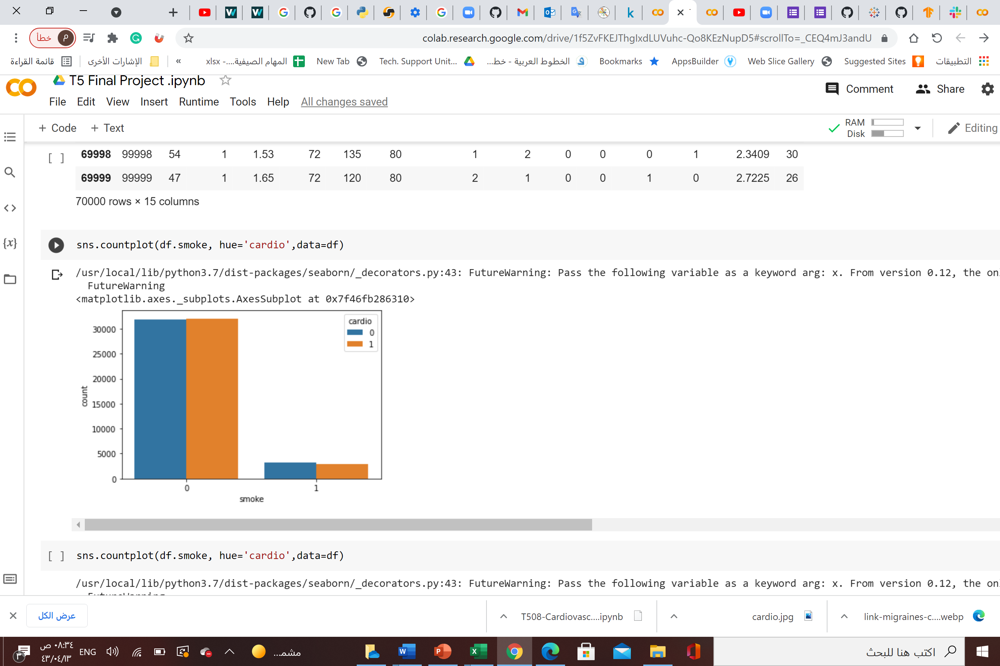 خطأ
colab.research.google.com/drive/1f5ZvFKEJThgIxdLUVuhc-Qo8KEzNupD5#scrollTo=_CEQ4mJ3andU
التطبيقات
Suggested Sites
Web Slice Gallery
AppsBuilder
Bookmarks
الخطوط العربية - خط...
Tech. Support Unit...
New Tab
المهام الصيفية....- xlsx
«
الإشارات الأخرى
قائمة القراءة
T5 Final Project .ipynb
Comment
Share
File Edit View Insert Runtime Tools Help All changes saved
+ Code + Text
RAM
Disk
Editing
[ ] 69998 99998 54 1 1.53 72 135 80 1 2 0 0 0 1 2.3409 30
69999 99999 47 1 1.65 72 120 80 2 1 0 0 1 0 2.7225 26
70000 rows × 15 columns
sns.countplot(df.smoke, hue='cardio',data=df)
/usr/local/lib/python3.7/dist-packages/seaborn/_decorators.py:43: FutureWarning: Pass the following variable as a keyword arg: x. From version 0.12, the
FutureWarning
<matplotlib.axes._subplots.AxesSubplot at 0x7f46fb286310>
cardio
0
1
30000
25000
20000
15000
10000
5000
0
count
0 1
smoke
[ ] sns.countplot(df.smoke, hue='cardio',data=df)
/usr/local/lib/python3.7/dist-packages/seaborn/_decorators.py:43: FutureWarning: Pass the following variable as a keyword arg: x. From version 0.12, the
عرض الكل
T508-Cardiovasc....ipynb
cardio.jpg
link-migraines-c....webp
٠٨:٣٤ ص
٤٣/٠٤/١٣
ENG
مشمـ...
اكتب هنا للبحث